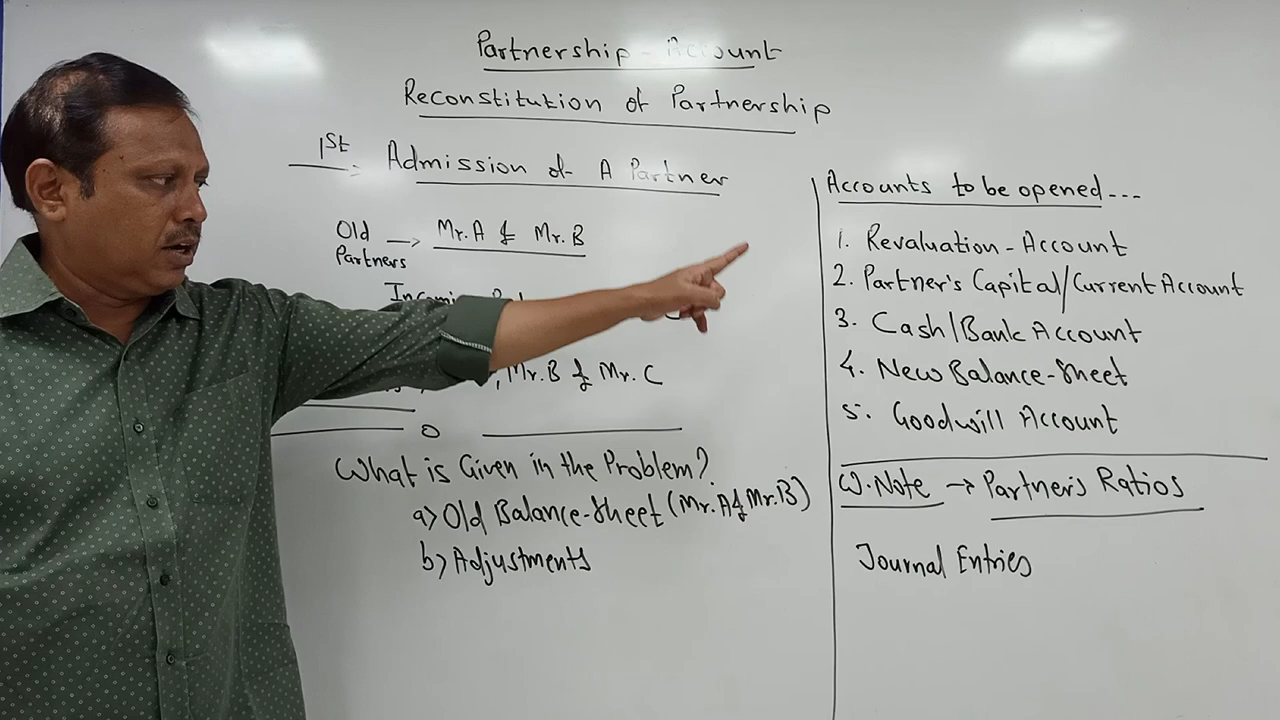 Partnership - Account
Reconstitution of Partnership
1st Admission of A Partner
Old Partners → Mr. A & Mr. B
Mr. B & Mr. C
What is Given in the Problem?
a) Old Balance-Sheet (Mr. A & Mr. B)
b) Adjustments
Accounts to be opened...
1. Revaluation - Account
2. Partner's Capital/Current Account
3. Cash/Bank Account
4. New Balance-Sheet
5. Goodwill Account
W. Note → Partner's Ratios
Journal Entries